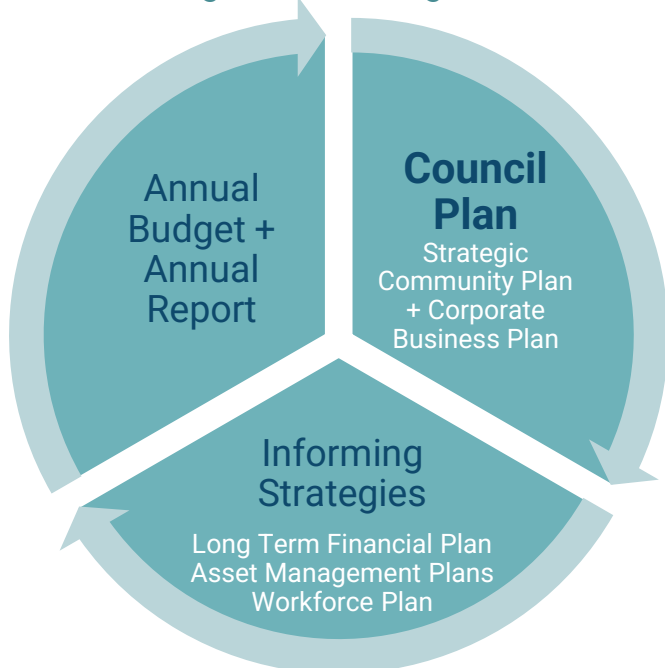 Council
Plan
Strategic
Community Plan
+ Corporate
Business Plan
Informing
Strategies
Long Term Financial Plan
Asset Management Plans
Workforce Plan
Annual
Budget +
Annual
Report